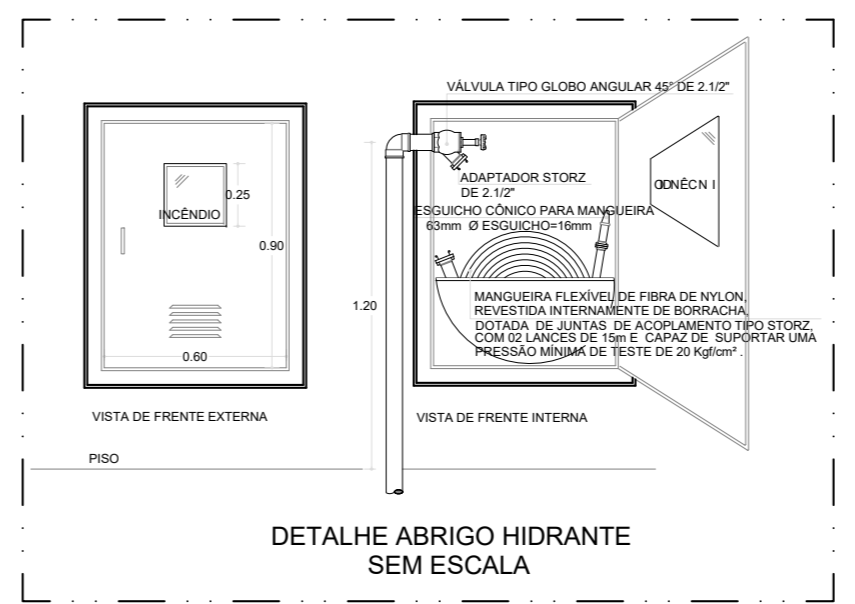 VÁLVULA TIPO GLOBO ANGULAR 45° DE 2.1/2"
ADAPTADOR STORZ
DE 2.1/2"
0.25
INCÊNDIO
INCÊNDIO
ESGUICHO CÔNICO PARA MANGUEIRA
63mm Ø ESGUICHO=16mm
0.90
1.20
MANGUEIRA FLEXÍVEL DE FIBRA DE NYLON,
REVESTIDA INTERNAMENTE DE BORRACHA,
DOTADA DE JUNTAS DE ACOPLAMENTO TIPO STORZ,
COM 02 LANCES DE 15m E CAPAZ DE SUPORTAR UMA
PRESSÃO MÍNIMA DE TESTE DE 20 Kgf/cm² .
0.60
VISTA DE FRENTE EXTERNA
VISTA DE FRENTE INTERNA
PISO
DETALHE ABRIGO HIDRANTE
SEM ESCALA